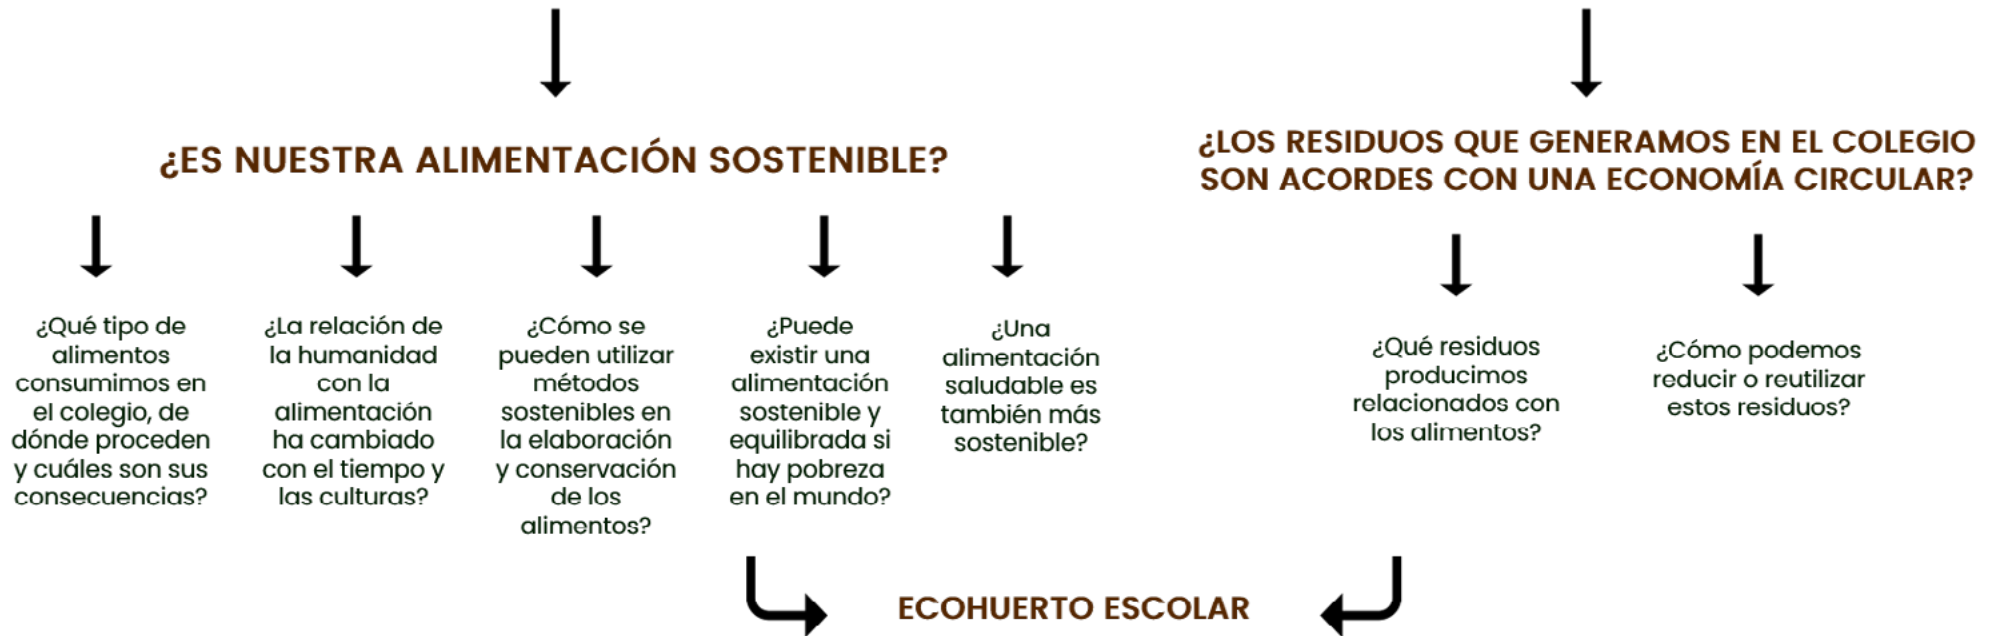 ¿ES NUESTRA ALIMENTACIÓN SOSTENIBLE?
¿Qué tipo de
alimentos
consumimos en
el colegio, de
dónde proceden
y cuáles son sus
consecuencias?
¿La relación de
la humanidad
con la
alimentación
ha cambiado
con el tiempo y
las culturas?
¿Cómo se
pueden utilizar
métodos
sostenibles en
la elaboración
y conservación
de los
alimentos?
¿Puede
existir una
alimentación
sostenible y
equilibrada si
hay pobreza
en el mundo?
¿Una
alimentación
saludable es
también más
sostenible?
¿LOS RESIDUOS QUE GENERAMOS EN EL COLEGIO
SON ACORDES CON UNA ECONOMÍA CIRCULAR?
¿Qué residuos
producimos
relacionados con
los alimentos?
¿Cómo podemos
reducir o reutilizar
estos residuos?
ECOHUERTO ESCOLAR